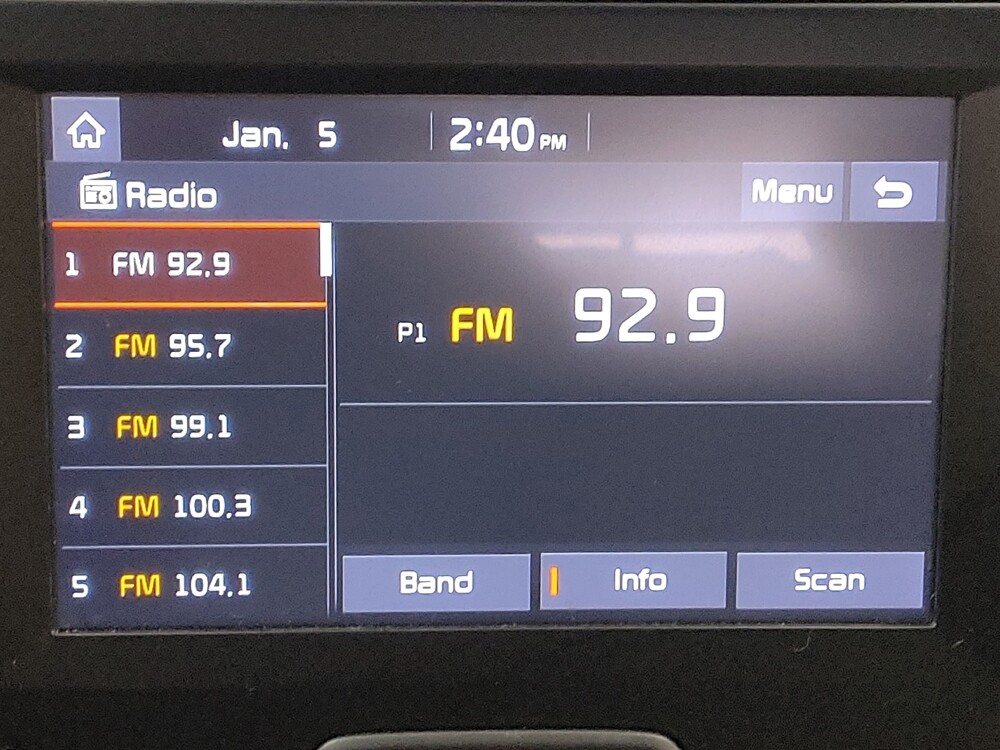 Jan. 5 2:40 PM
Radio Menu
1 FM 92.9
P1 FM 92.9
2 FM 95.7
3 FM 99.1
4 FM 100.3
5 FM 104.1
Band Info Scan